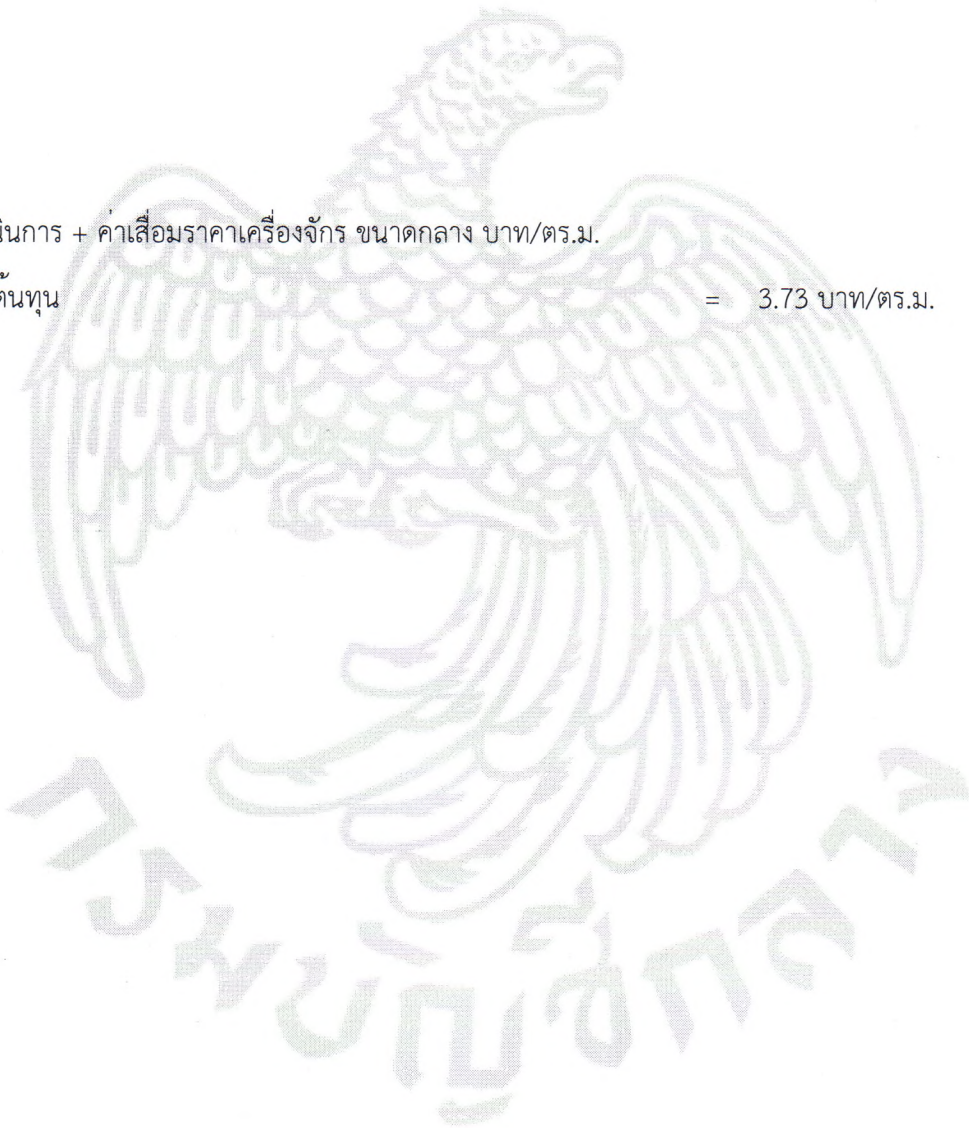 นินการ + ค่าเสื่อมราคาเครื่องจักร ขนาดกลาง บาท/ตร.ม.
ต้นทุน = 3.73 บาท/ตร.ม.
กรมบัญชีกลาง